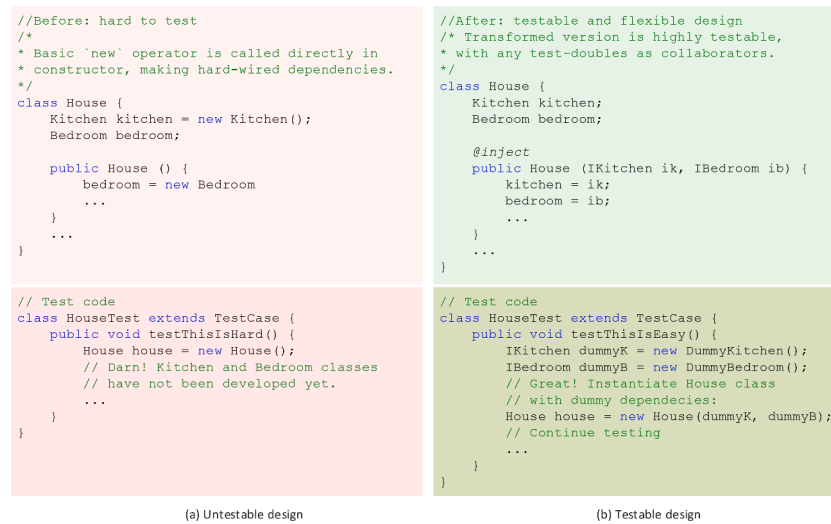 //Before: hard to test
/*
* Basic `new` operator is called directly in
* constructor, making hard-wired dependencies.
*/
class House {
    Kitchen kitchen = new Kitchen();
    Bedroom bedroom;
    public House () {
        bedroom = new Bedroom
        ...
    }
    ...
}
// Test code
class HouseTest extends TestCase {
    public void testThisIsHard() {
        House house = new House();
        // Darn! Kitchen and Bedroom classes
        // have not been developed yet.
        ...
    }
}
(a) Untestable design
//After: testable and flexible design
/* Transformed version is highly testable,
* with any test-doubles as collaborators.
*/
class House {
    Kitchen kitchen;
    Bedroom bedroom;
    @inject
    public House (IKitchen ik, IBedroom ib) {
        kitchen = ik;
        bedroom = ib;
        ...
    }
    ...
}
// Test code
class HouseTest extends TestCase {
    public void testThisIsEasy() {
        IKitchen dummyK = new DummyKitchen();
        IBedroom dummyB = new DummyBedroom();
        // Great! Instantiate House class
        // with dummy dependecies:
        House house = new House(dummyK, dummyB);
        // Continue testing
        ...
    }
}
(b) Testable design